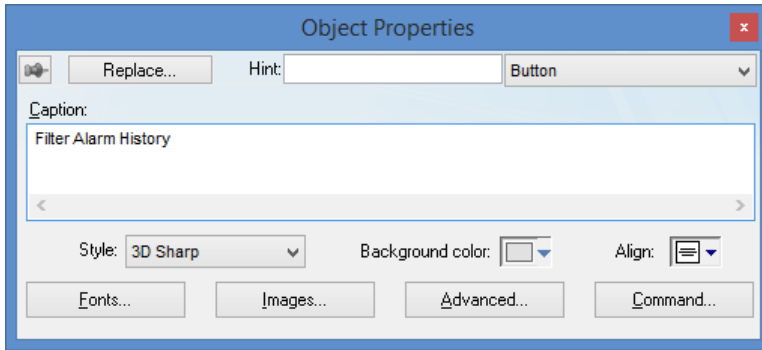 Object Properties
x
Replace... Hint: Button
Caption:
Filter Alarm History
Style: 3D Sharp Background color: Align:
Fonts... Images... Advanced... Command...